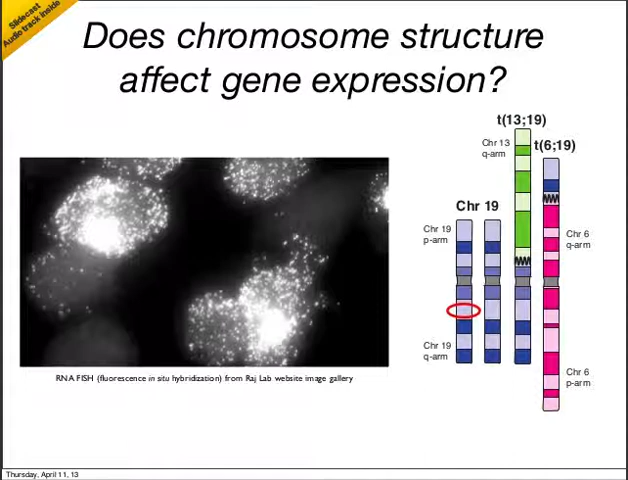 Slidecast
Audio track inside
Does chromosome structure
affect gene expression?
t(13;19)
Chr 13
q-arm
t(6;19)
Chr 19
Chr 19
p-arm
Chr 6
q-arm
Chr 19
q-arm
Chr 6
p-arm
RNA FISH (fluorescence in situ hybridization) from Raj Lab website image gallery
Thursday, April 11, 13